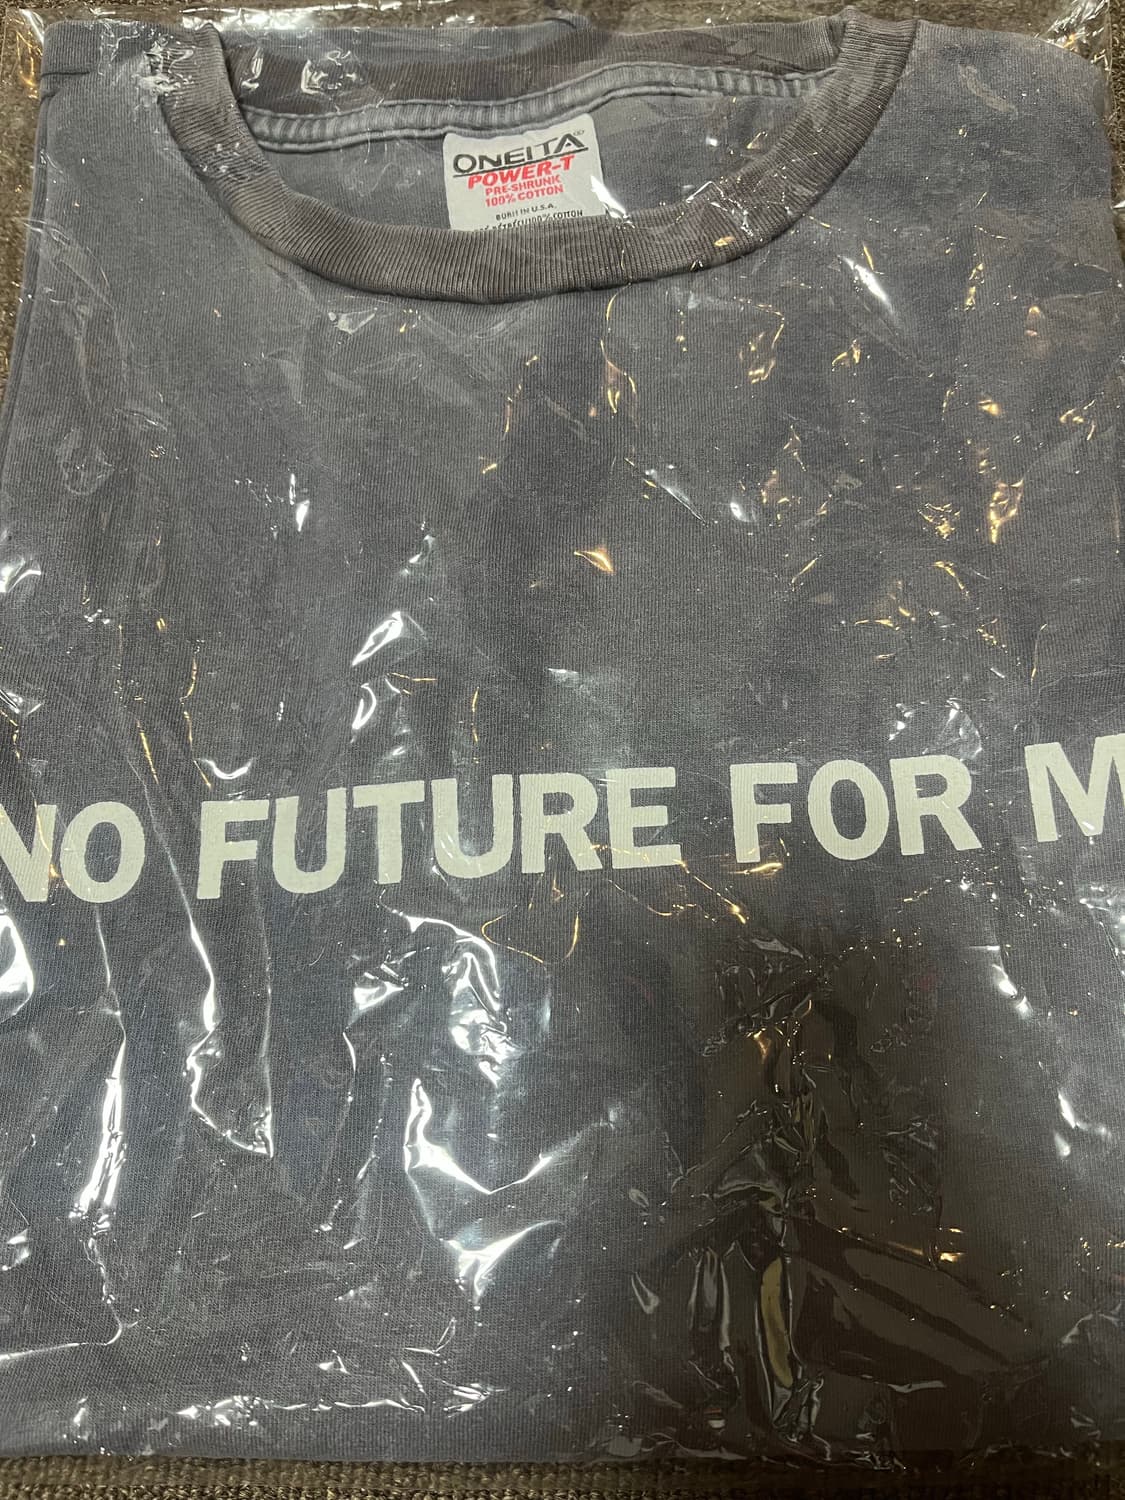 ONEITA®
POWER-T
PRE-SHRUNK
100% COTTON
NO FUTURE FOR M